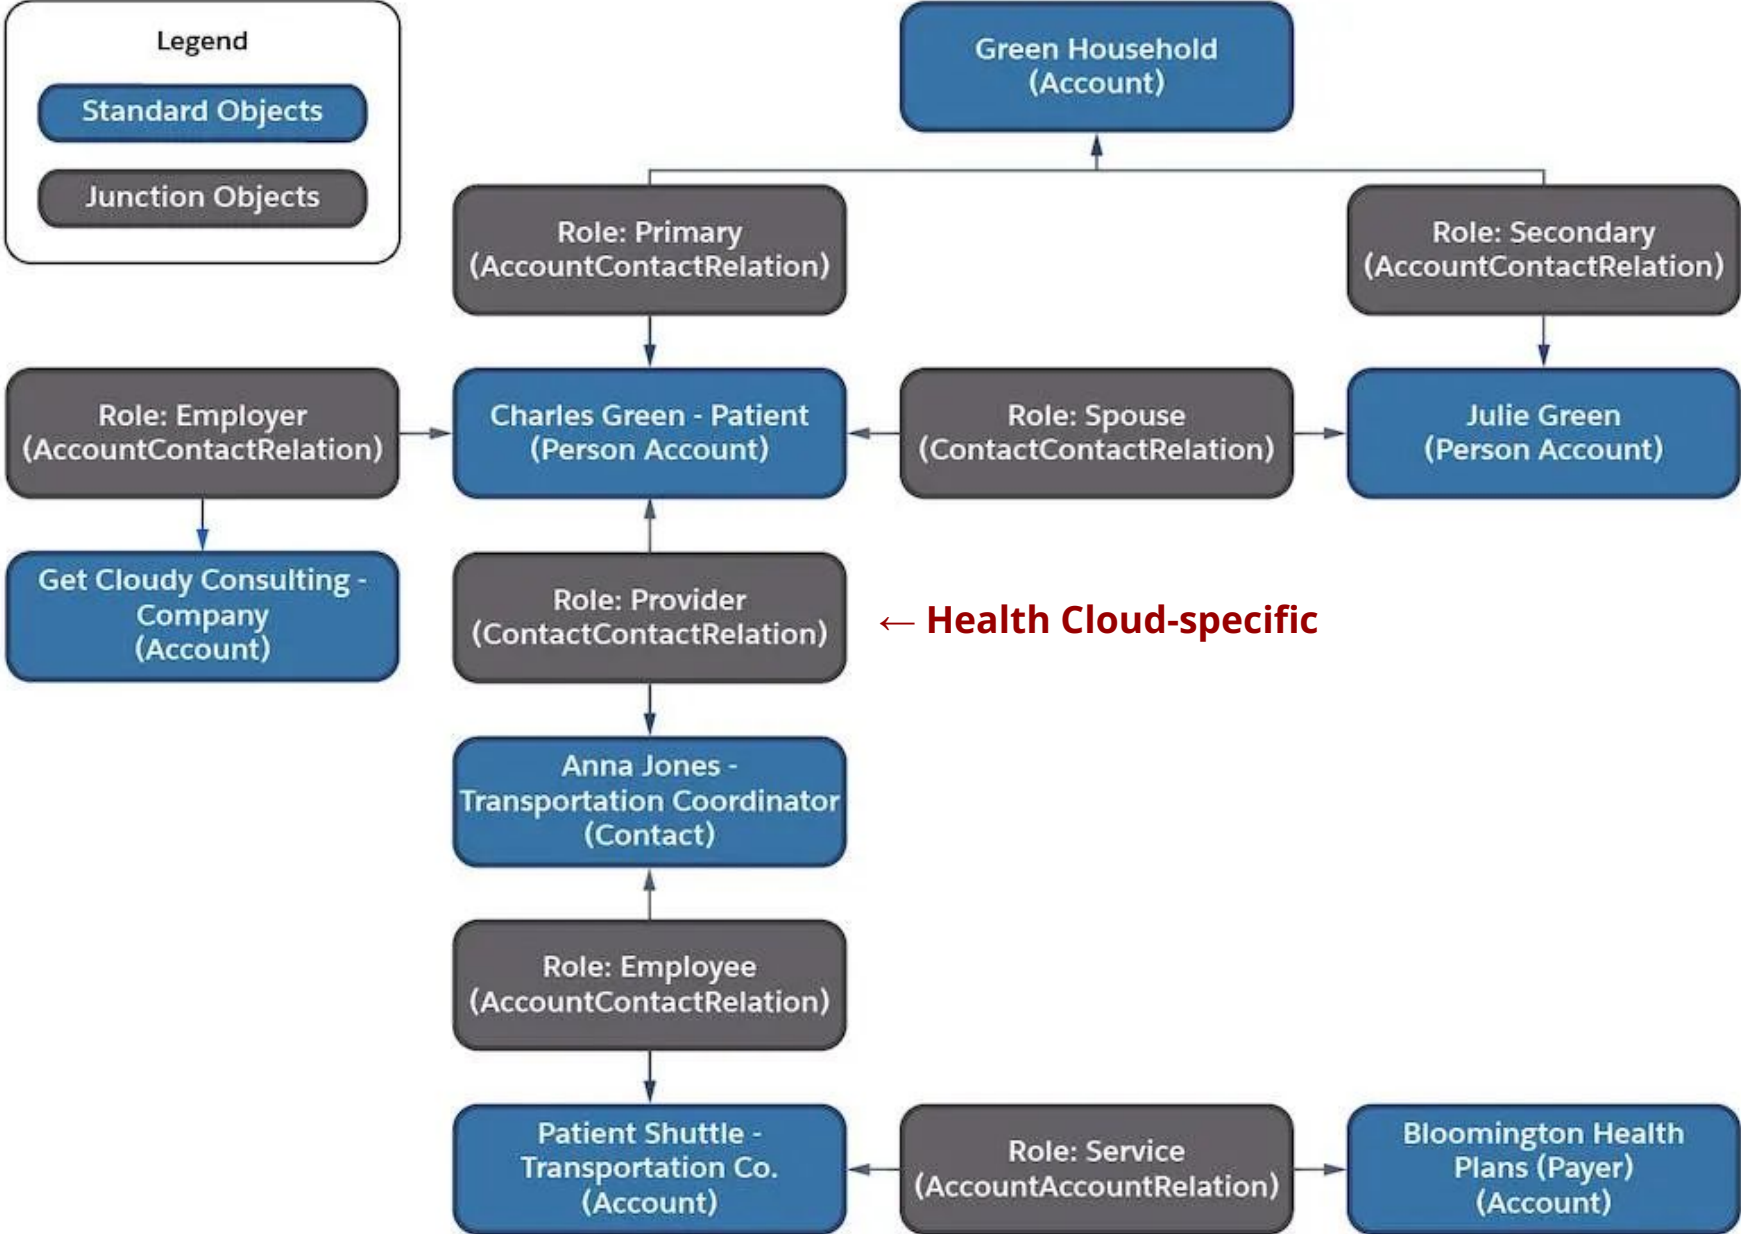 Legend
Standard Objects
Junction Objects
Green Household
(Account)
Role: Primary
(AccountContactRelation)
Role: Secondary
(AccountContactRelation)
Role: Employer
(AccountContactRelation)
Charles Green - Patient
(Person Account)
Role: Spouse
(ContactContactRelation)
Julie Green
(Person Account)
Get Cloudy Consulting -
Company
(Account)
Role: Provider
(ContactContactRelation)
← Health Cloud-specific
Anna Jones -
Transportation Coordinator
(Contact)
Role: Employee
(AccountContactRelation)
Patient Shuttle -
Transportation Co.
(Account)
Role: Service
(AccountAccountRelation)
Bloomington Health
Plans (Payer)
(Account)